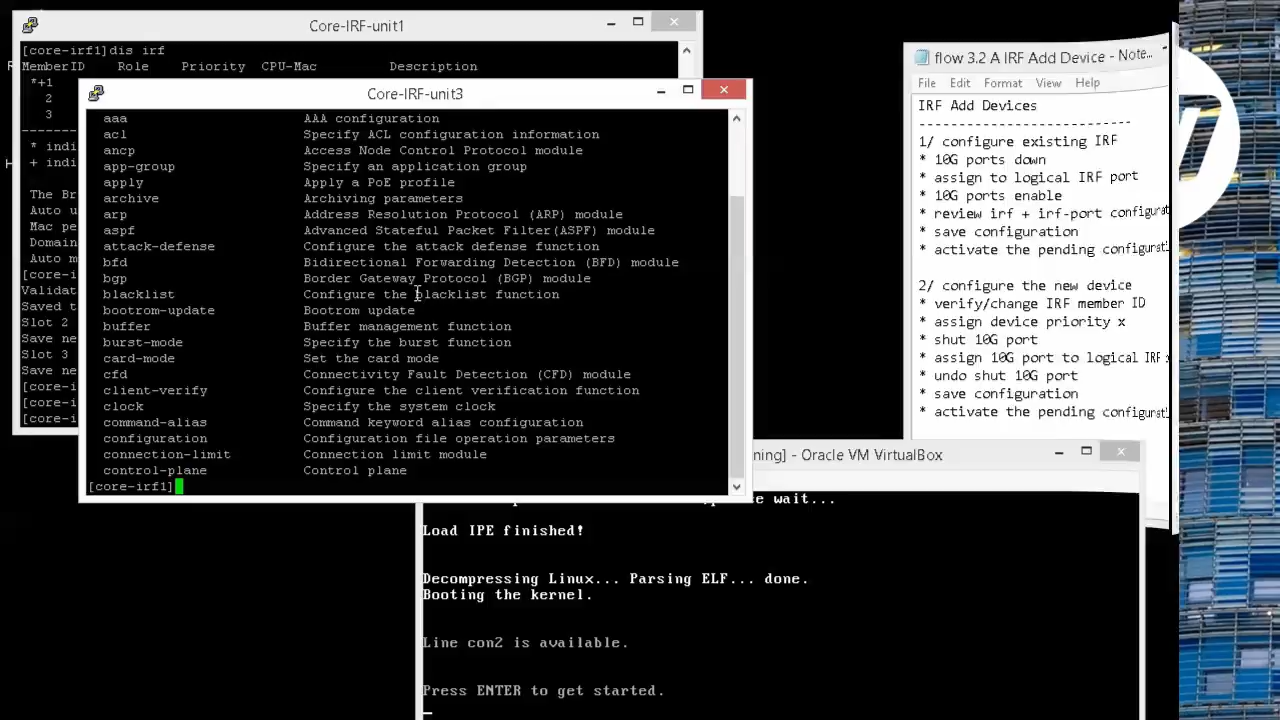 Core-IRF-unit1
[core-irf1]dis irf
MemberID Role Priority CPU-Mac Description
*+1
2
3
--------
* indi
+ indi
The Br
Auto u
Mac pe
Domain
Auto m
[core-i
Validat
Saved t
Slot 2
Save ne
Slot 3
Save ne
[core-i
[core-i
[core-i
Core-IRF-unit3
aaa AAA configuration
acl Specify ACL configuration information
ancp Access Node Control Protocol module
app-group Specify an application group
apply Apply a PoE profile
archive Archiving parameters
arp Address Resolution Protocol (ARP) module
aspf Advanced Stateful Packet Filter(ASPF) module
attack-defense Configure the attack defense function
bfd Bidirectional Forwarding Detection (BFD) module
bgp Border Gateway Protocol (BGP) module
blacklist Configure the blacklist function
bootrom-update Bootrom update
buffer Buffer management function
burst-mode Specify the burst function
card-mode Set the card mode
cfd Connectivity Fault Detection (CFD) module
client-verify Configure the client verification function
clock Specify the system clock
command-alias Command keyword alias configuration
configuration Configuration file operation parameters
connection-limit Connection limit module
control-plane Control plane
[core-irf1]
flow 3.2 A IRF Add Device - Note...
File Edit Format View Help
IRF Add Devices
------------------------------
1/ configure existing IRF
* 10G ports down
* assign to logical IRF port
* 10G ports enable
* review irf irf-port configurat
* save configuration
* activate the pending configurati
2/ configure the new device
* verify/change IRF member ID
* assign device priority x
* shut 10G port
* assign 10G port to logical IRF
* undo shut 10G port
* save configuration
* activate the pending configurati
ning] - Oracle VM VirtualBox
wait...
Load IPE finished!
Decompressing Linux... Parsing ELF... done.
Booting the kernel.
Line con2 is available.
Press ENTER to get started.